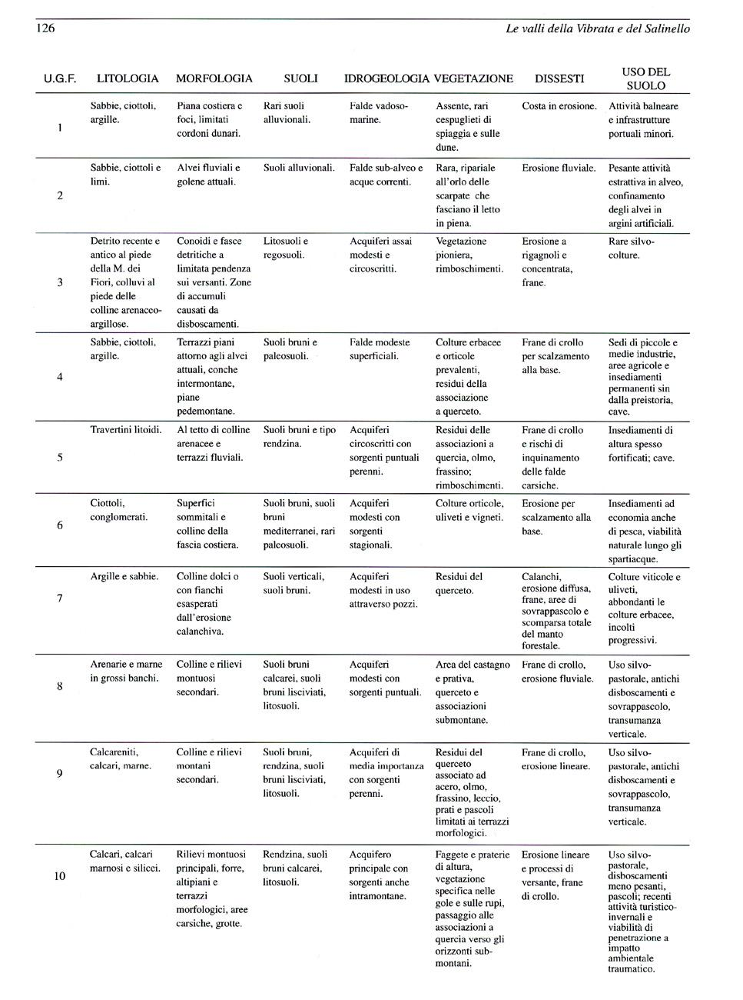 126
Le valli della Vibrata e del Salinello
U.G.F. LITOLOGIA MORFOLOGIA SUOLI IDROGEOLOGIA VEGETAZIONE DISSESTI USO DEL SUOLO
1
Sabbie, ciottoli,
argille.
Piana costiera e
foci, limitati
cordoni dunari.
Rari suoli
alluvionali.
Falde vadoso-
marine.
Assente, rari
cespuglieti di
spiaggia e sulle
dune.
Costa in erosione.
Attività balneare
e infrastrutture
portuali minori.
2
Sabbie, ciottoli e
limi.
Alvei fluviali e
golene attuali.
Suoli alluvionali.
Falde sub-alveo e
acque correnti.
Rara, ripariale
all'orlo delle
scarpate che
fasciano il letto
in piena.
Erosione fluviale.
Pesante attività
estrattiva in alveo,
confinamento
degli alvei in
argini artificiali.
3
Detrito recente e
antico al piede
della M. dei
Fiori, colluvi al
piede delle
colline arenaceo-
argillose.
Conoidi e fasce
detritiche a
limitata pendenza
sui versanti. Zone
di accumuli
causati da
disboscamenti.
Litosuoli e
regosuoli.
Acquiferi assai
modesti e
circoscritti.
Vegetazione
pioniera,
rimboschimenti.
Erosione a
rigagnoli e
concentrata,
frane.
Rare silvo-
colture.
4
Sabbie, ciottoli,
argille.
Terrazzi piani
attorno agli alvei
attuali, conche
intermontane,
piane
pedemontane.
Suoli bruni e
paleosuoli.
Falde modeste
superficiali.
Colture erbacee
e orticole
prevalenti,
residui della
associazione
a querceto.
Frane di crollo
per scalzamento
alla base.
Sedi di piccole e
medie industrie,
aree agricole e
insediamenti
permanenti sin
dalla preistoria,
cave.
5
Travertini litoidi.
Al tetto di colline
arenacee e
terrazzi fluviali.
Suoli bruni e tipo
rendzina.
Acquiferi
circoscritti con
sorgenti puntuali
perenni.
Residui delle
associazioni a
quercia, olmo,
frassino;
rimboschimenti.
Frane di crollo
e rischi di
inquinamento
delle falde
carsiche.
Insediamenti di
altura spesso
fortificati; cave.
6
Ciottoli,
conglomerati.
Superfici
sommitali e
colline della
fascia costiera.
Suoli bruni, suoli
bruni
mediterranei, rari
paleosuoli.
Acquiferi
modesti con
sorgenti
stagionali.
Colture orticole,
uliveti e vigneti.
Erosione per
scalzamento alla
base.
Insediamenti ad
economia anche
di pesca, viabilità
naturale lungo gli
spartiacque.
7
Argille e sabbie.
Colline dolci o
con fianchi
esasperati
dall'erosione
calanchiva.
Suoli verticali,
suoli bruni.
Acquiferi
modesti in uso
attraverso pozzi.
Residui del
querceto.
Calanchi,
erosione diffusa,
frane, aree di
sovrappascolo e
scomparsa totale
del manto
forestale.
Colture viticole e
uliveti,
abbondanti le
colture erbacee,
incolti
progressivi.
8
Arenarie e marne
in grossi banchi.
Colline e rilievi
montuosi
secondari.
Suoli bruni
calcarei, suoli
bruni lisciviati,
litosuoli.
Acquiferi
modesti con
sorgenti puntuali.
Area del castagno
e prativa,
querceto e
associazioni
submontane.
Frane di crollo,
erosione fluviale.
Uso silvo-
pastorale, antichi
disboscamenti e
sovrappascolo,
transumanza
verticale.
9
Calcareniti,
calcari, marne.
Colline e rilievi
montani
secondari.
Suoli bruni,
rendzina, suoli
bruni lisciviati,
litosuoli.
Acquiferi di
media importanza
con sorgenti
perenni.
Residui del
querceto
associato ad
acero, olmo,
frassino, leccio,
prati e pascoli
limitati ai terrazzi
morfologici.
Frane di crollo,
erosione lineare.
Uso silvo-
pastorale, antichi
disboscamenti e
sovrappascolo,
transumanza
verticale.
10
Calcari, calcari
marnosi e silicei.
Rilievi montuosi
principali, forre,
altipiani e
terrazzi
morfologici, aree
carsiche, grotte.
Rendzina, suoli
bruni calcarei,
litosuoli.
Acquifero
principale con
sorgenti anche
intramontane.
Faggete e praterie
di altura,
vegetazione
specifica nelle
gole e sulle rupi,
passaggio alle
associazioni a
quercia verso gli
orizzonti sub-
montani.
Erosione lineare
e processi di
versante, frane
di crollo.
Uso silvo-
pastorale,
disboscamenti
meno pesanti,
pascoli; recenti
attività turistico-
invernali e
viabilità di
penetrazione a
impatto
ambientale
traumatico.